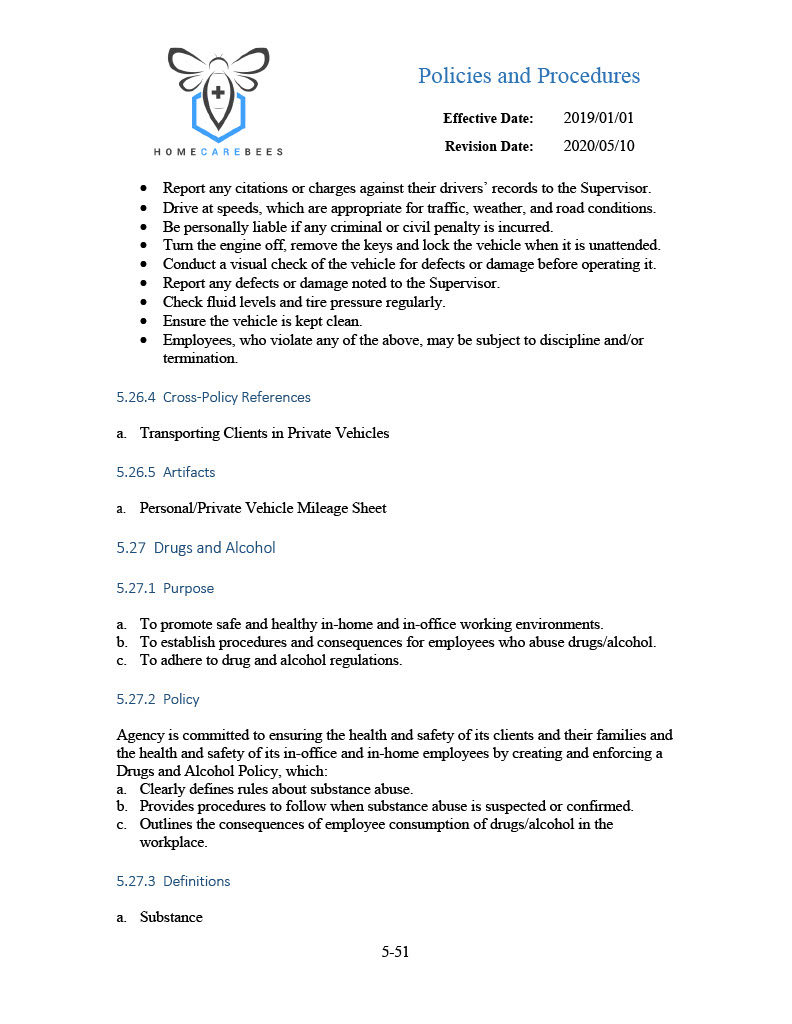 Policies and Procedures
Effective Date: 2019/01/01
Revision Date: 2020/05/10
HOMECAREBEES
• Report any citations or charges against their drivers’ records to the Supervisor.
• Drive at speeds, which are appropriate for traffic, weather, and road conditions.
• Be personally liable if any criminal or civil penalty is incurred.
• Turn the engine off, remove the keys and lock the vehicle when it is unattended.
• Conduct a visual check of the vehicle for defects or damage before operating it.
• Report any defects or damage noted to the Supervisor.
• Check fluid levels and tire pressure regularly.
• Ensure the vehicle is kept clean.
• Employees, who violate any of the above, may be subject to discipline and/or
termination.
5.26.4 Cross-Policy References
a. Transporting Clients in Private Vehicles
5.26.5 Artifacts
a. Personal/Private Vehicle Mileage Sheet
5.27 Drugs and Alcohol
5.27.1 Purpose
a. To promote safe and healthy in-home and in-office working environments.
b. To establish procedures and consequences for employees who abuse drugs/alcohol.
c. To adhere to drug and alcohol regulations.
5.27.2 Policy
Agency is committed to ensuring the health and safety of its clients and their families and
the health and safety of its in-office and in-home employees by creating and enforcing a
Drugs and Alcohol Policy, which:
a. Clearly defines rules about substance abuse.
b. Provides procedures to follow when substance abuse is suspected or confirmed.
c. Outlines the consequences of employee consumption of drugs/alcohol in the
workplace.
5.27.3 Definitions
a. Substance
5-51